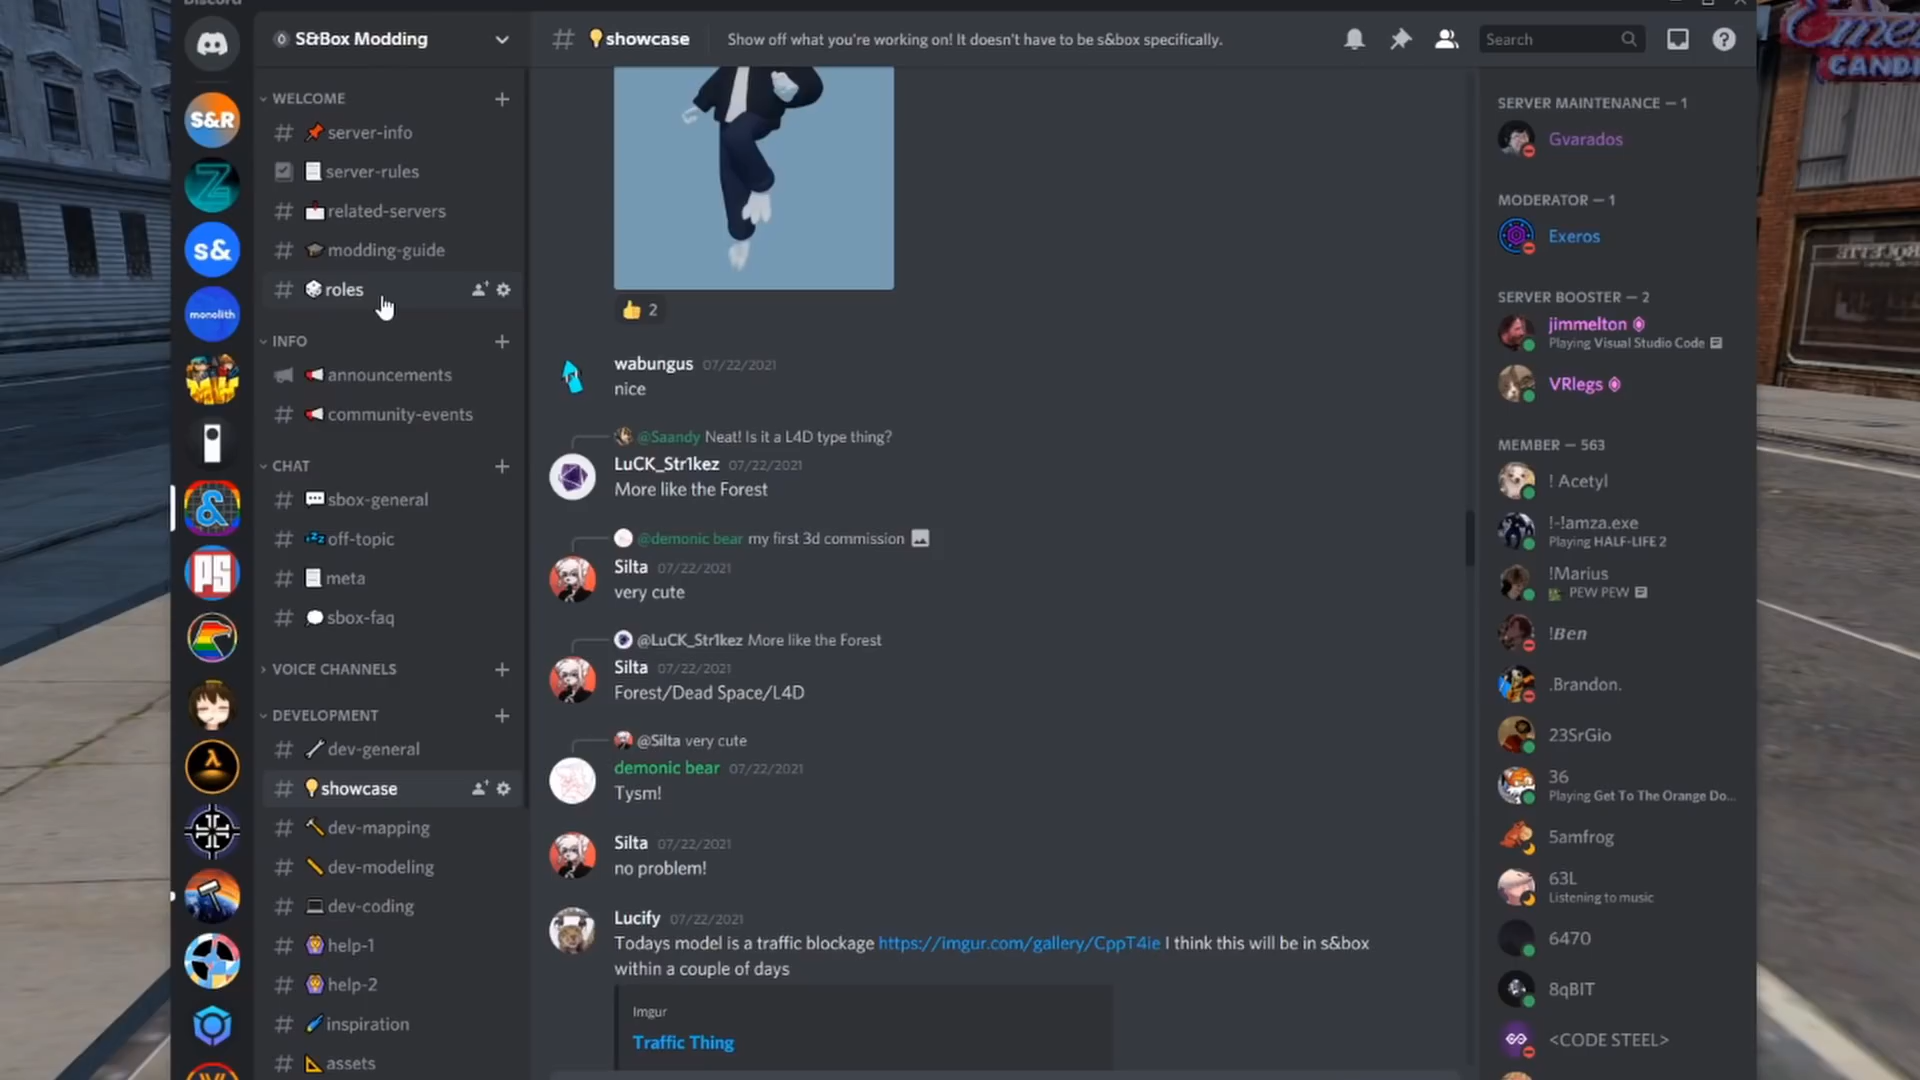 Discord
S&Box Modding
showcase
Show off what you're working on! It doesn't have to be s&box specifically.
Search
S&R
Z
s&
monolith
&
PS
λ
WELCOME
server-info
server-rules
related-servers
modding-guide
roles
INFO
announcements
community-events
CHAT
sbox-general
off-topic
meta
sbox-faq
VOICE CHANNELS
DEVELOPMENT
dev-general
showcase
dev-mapping
dev-modeling
dev-coding
help-1
help-2
inspiration
assets
2
wabungus 07/22/2021
nice
@Saandy Neat! Is it a L4D type thing?
LuCK_Str1kez 07/22/2021
More like the Forest
@demonic bear my first 3d commission
Silta 07/22/2021
very cute
@LuCK_Str1kez More like the Forest
Silta 07/22/2021
Forest/Dead Space/L4D
@Silta very cute
demonic bear 07/22/2021
Tysm!
Silta 07/22/2021
no problem!
Lucify 07/22/2021
Todays model is a traffic blockage https://imgur.com/gallery/CppT4ie I think this will be in s&box
within a couple of days
Imgur
Traffic Thing
SERVER MAINTENANCE — 1
Gvarados
MODERATOR — 1
Exeros
SERVER BOOSTER — 2
jimmelton
Playing Visual Studio Code
VRlegs
MEMBER — 563
! Acetyl
!-!amza.exe
Playing HALF-LIFE 2
!Marius
PEW PEW
!Ben
.Brandon.
23SrGio
36
Playing Get To The Orange Do...
5amfrog
63L
Listening to music
6470
8qBIT
<CODE STEEL>
CAND